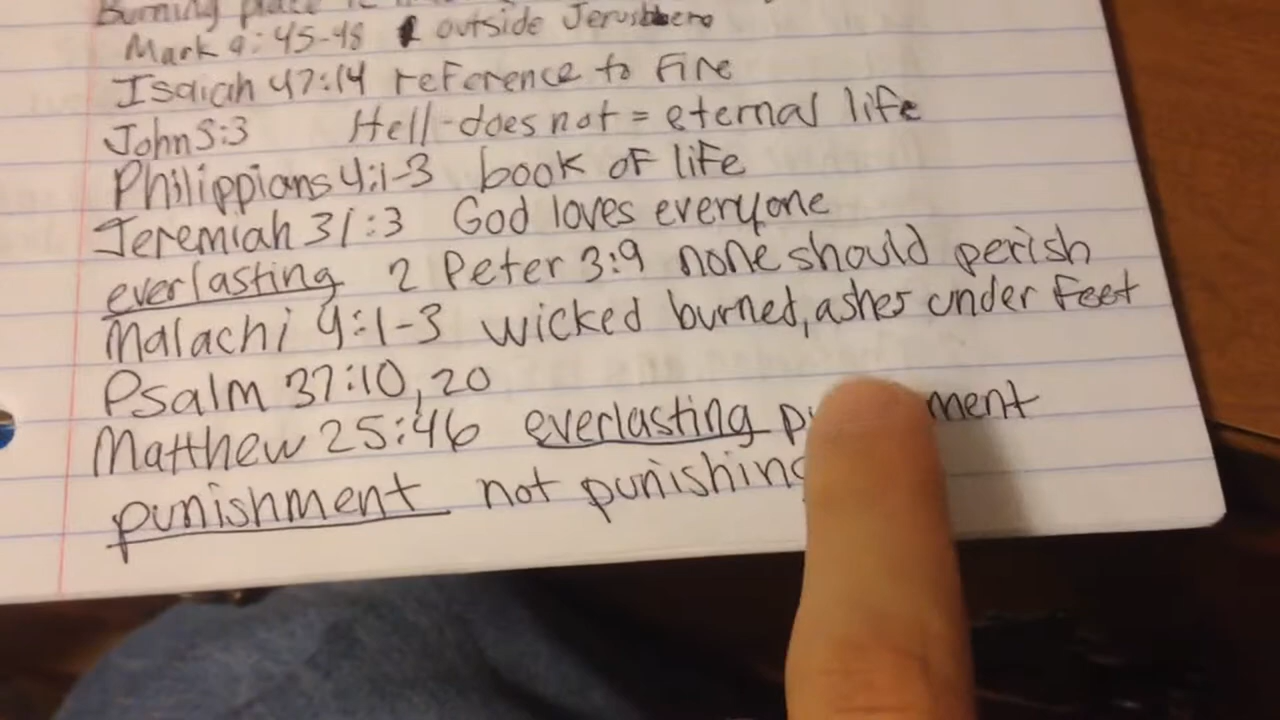 Burning place
Mark 9:45-48 outside
Isaiah 47:14 reference to Fire
John 5:3 Hell-does not = eternal life
Philippians 4:1-3 book of life
Jeremiah 31:3 God loves everyone
everlasting 2 Peter 3:9 none should perish
Malachi 4:1-3 wicked burned, ashes under feet
Psalm 37:10,20
Matthew 25:46 everlasting
punishment not punishing